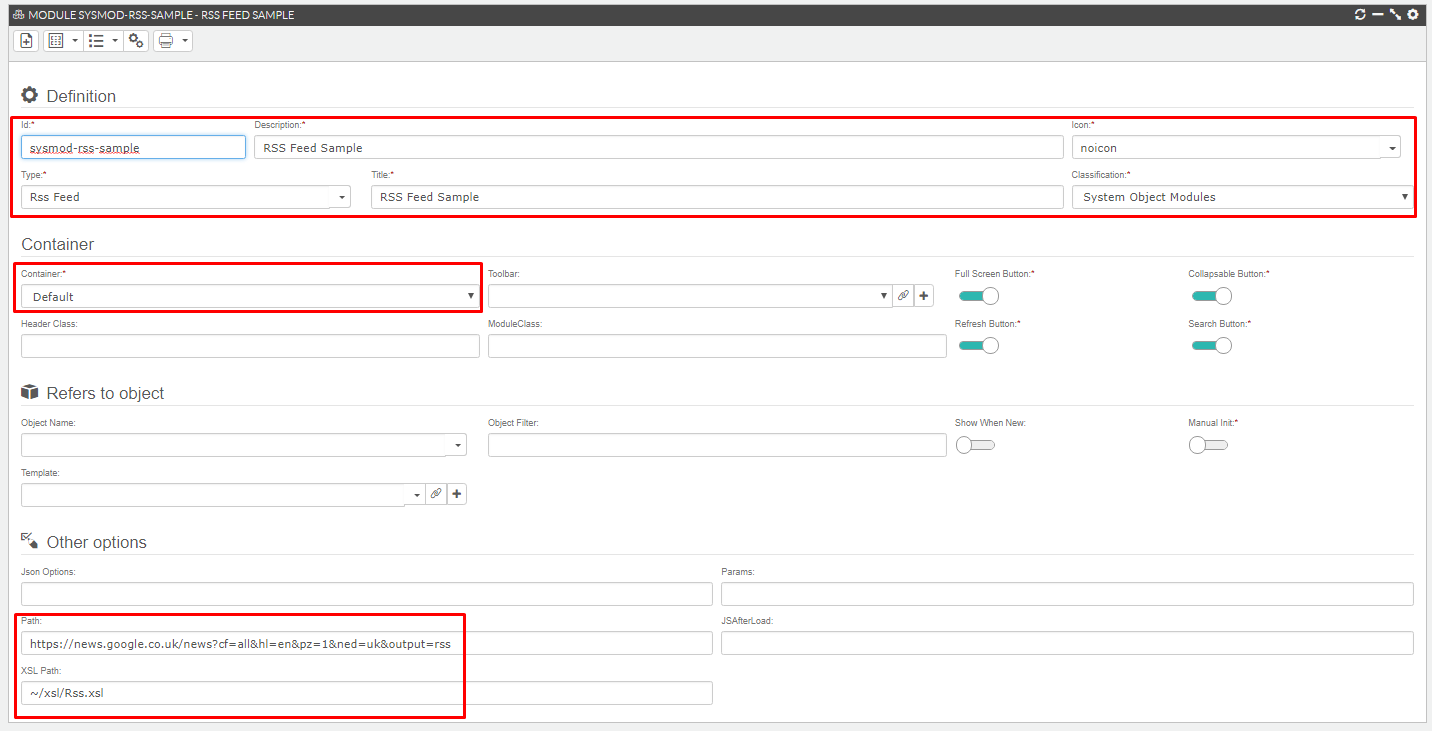 MODULE SYSMOD-RSS-SAMPLE - RSS FEED SAMPLE
Definition
Id:* Description:* Icon:*
sysmod-rss-sample RSS Feed Sample noicon
Type:* Title:* Classification:*
Rss Feed RSS Feed Sample System Object Modules
Container
Container:* Toolbar: Full Screen Button:* Collapsable Button:*
Default
Header Class: ModuleClass: Refresh Button:* Search Button:*
Refers to object
Object Name: Object Filter: Show When New: Manual Init:*
Template:
Other options
Json Options: Params:
Path: JSAfterLoad:
https://news.google.co.uk/news?cf=all&hl=en&pz=1&ned=uk&output=rss
XSL Path:
~/xsl/Rss.xsl